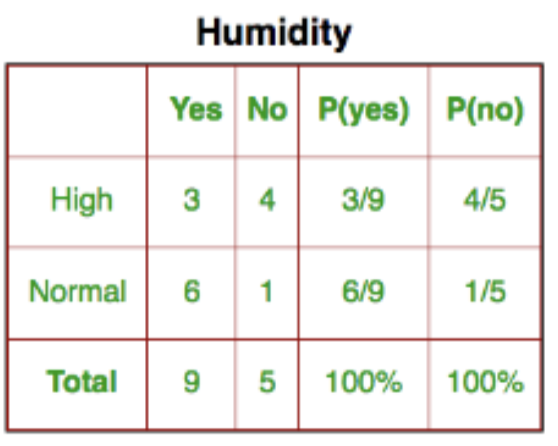 Humidity
Yes No P(yes) P(no)
High 3 4 3/9 4/5
Normal 6 1 6/9 1/5
Total 9 5 100% 100%